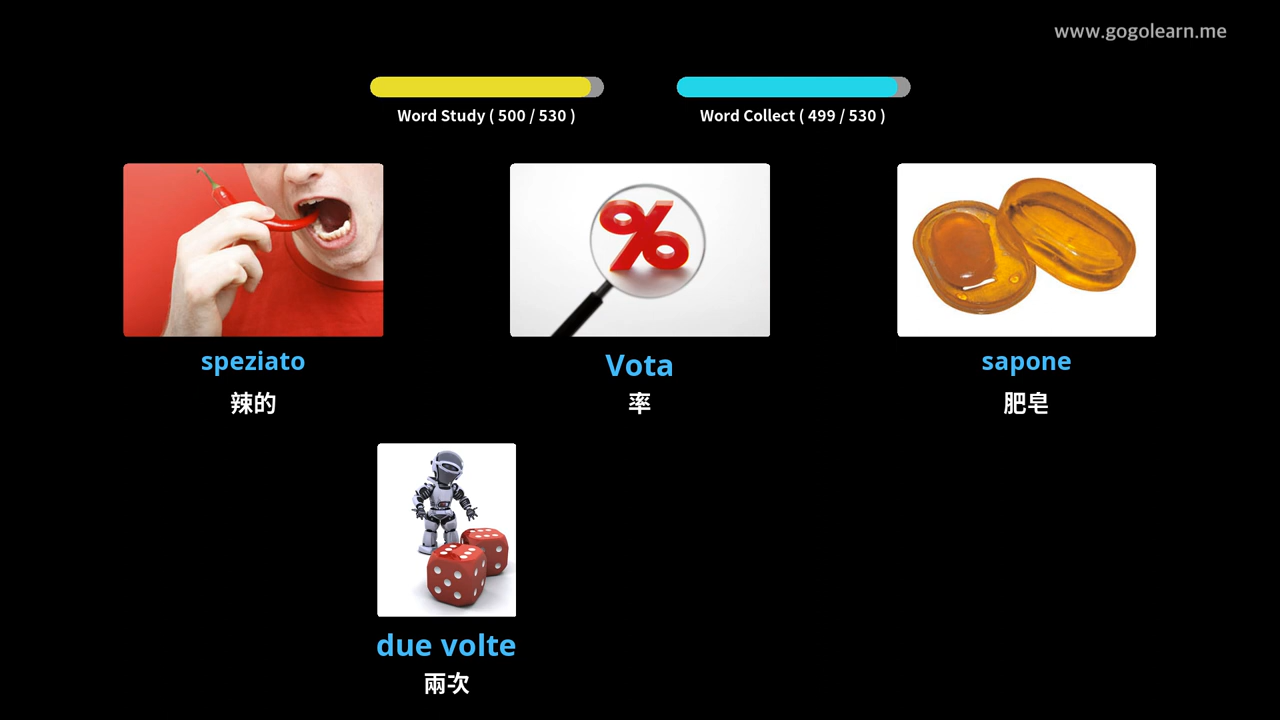 www.gogolearn.me
Word Study ( 500 / 530 )
Word Collect ( 499 / 530 )
speziato
辣的
Vota
率
sapone
肥皂
due volte
兩次